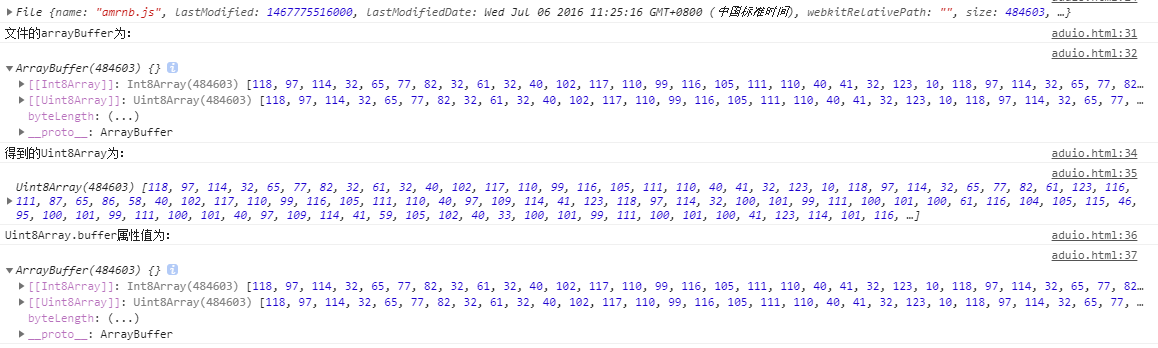 File {name: "amrnb.js", lastModified: 1467775516000, lastModifiedDate: Wed Jul 06 2016 11:25:16 GMT+0800 (中国标准时间), webkitRelativePath: "", size: 484603, …}
文件的arrayBuffer为: aduio.html:31
aduio.html:32
ArrayBuffer(484603) {}
[[Int8Array]]: Int8Array(484603) [118, 97, 114, 32, 65, 77, 82, 32, 61, 32, 40, 102, 117, 110, 99, 116, 105, 111, 110, 40, 41, 32, 123, 10, 118, 97, 114, 32, 65, 77, 82…
[[Uint8Array]]: Uint8Array(484603) [118, 97, 114, 32, 65, 77, 82, 32, 61, 32, 40, 102, 117, 110, 99, 116, 105, 111, 110, 40, 41, 32, 123, 10, 118, 97, 114, 32, 65, 77, …
byteLength: (...)
__proto__: ArrayBuffer
得到的Uint8Array为: aduio.html:34
aduio.html:35
Uint8Array(484603) [118, 97, 114, 32, 65, 77, 82, 32, 61, 32, 40, 102, 117, 110, 99, 116, 105, 111, 110, 40, 41, 32, 123, 10, 118, 97, 114, 32, 65, 77, 82, 61, 123, 116,
111, 87, 65, 86, 58, 40, 102, 117, 110, 99, 116, 105, 111, 110, 40, 97, 109, 114, 41, 123, 118, 97, 114, 32, 100, 101, 99, 111, 100, 101, 100, 61, 116, 104, 105, 115, 46,
95, 100, 101, 99, 111, 100, 101, 40, 97, 109, 114, 41, 59, 105, 102, 40, 33, 100, 101, 99, 111, 100, 101, 100, 41, 123, 114, 101, 116, …]
Uint8Array.buffer属性值为: aduio.html:36
aduio.html:37
ArrayBuffer(484603) {}
[[Int8Array]]: Int8Array(484603) [118, 97, 114, 32, 65, 77, 82, 32, 61, 32, 40, 102, 117, 110, 99, 116, 105, 111, 110, 40, 41, 32, 123, 10, 118, 97, 114, 32, 65, 77, 82…
[[Uint8Array]]: Uint8Array(484603) [118, 97, 114, 32, 65, 77, 82, 32, 61, 32, 40, 102, 117, 110, 99, 116, 105, 111, 110, 40, 41, 32, 123, 10, 118, 97, 114, 32, 65, 77, …
byteLength: (...)
__proto__: ArrayBuffer